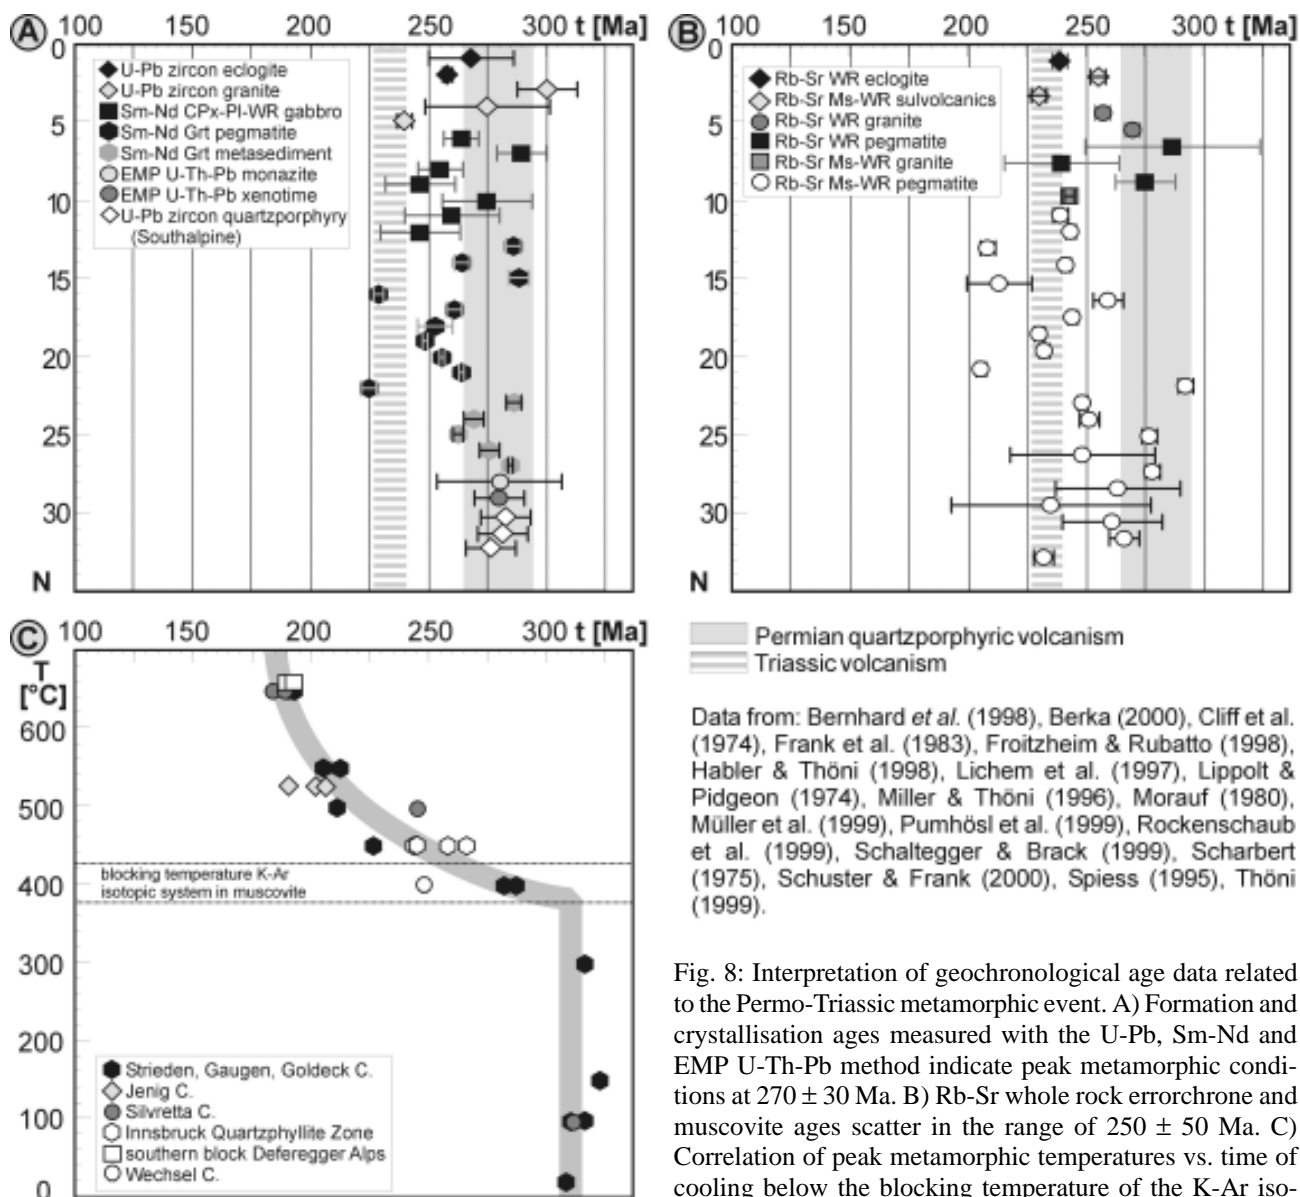 A
100 150 200 250 300 t [Ma]
0
5
10
15
20
25
30
N
U-Pb zircon eclogite
U-Pb zircon granite
Sm-Nd CPx-Pl-WR gabbro
Sm-Nd Grt pegmatite
Sm-Nd Grt metasediment
EMP U-Th-Pb monazite
EMP U-Th-Pb xenotime
U-Pb zircon quartzporphyry
(Southalpine)
B
100 150 200 250 300 t [Ma]
0
5
10
15
20
25
30
N
Rb-Sr WR eclogite
Rb-Sr Ms-WR sulvolcanics
Rb-Sr WR granite
Rb-Sr WR pegmatite
Rb-Sr Ms-WR granite
Rb-Sr Ms-WR pegmatite
C
100 150 200 250 300 t [Ma]
T
[°C]
600
500
400
300
200
100
0
blocking temperature K-Ar
isotopic system in muscovite
Strieden, Gaugen, Goldeck C.
Jenig C.
Silvretta C.
Innsbruck Quartzphyllite Zone
southern block Deferegger Alps
Wechsel C.
Permian quartzporphyric volcanism
Triassic volcanism
Data from: Bernhard et al. (1998), Berka (2000), Cliff et al.
(1974), Frank et al. (1983), Froitzheim & Rubatto (1998),
Habler & Thöni (1998), Lichem et al. (1997), Lippolt &
Pidgeon (1974), Miller & Thöni (1996), Morauf (1980),
Müller et al. (1999), Pumhösl et al. (1999), Rockenschaub
et al. (1999), Schaltegger & Brack (1999), Scharbert
(1975), Schuster & Frank (2000), Spiess (1995), Thöni
(1999).
Fig. 8: Interpretation of geochronological age data related
to the Permo-Triassic metamorphic event. A) Formation and
crystallisation ages measured with the U-Pb, Sm-Nd and
EMP U-Th-Pb method indicate peak metamorphic condi-
tions at 270 ± 30 Ma. B) Rb-Sr whole rock errorchrone and
muscovite ages scatter in the range of 250 ± 50 Ma. C)
Correlation of peak metamorphic temperatures vs. time of
cooling below the blocking temperature of the K-Ar iso-